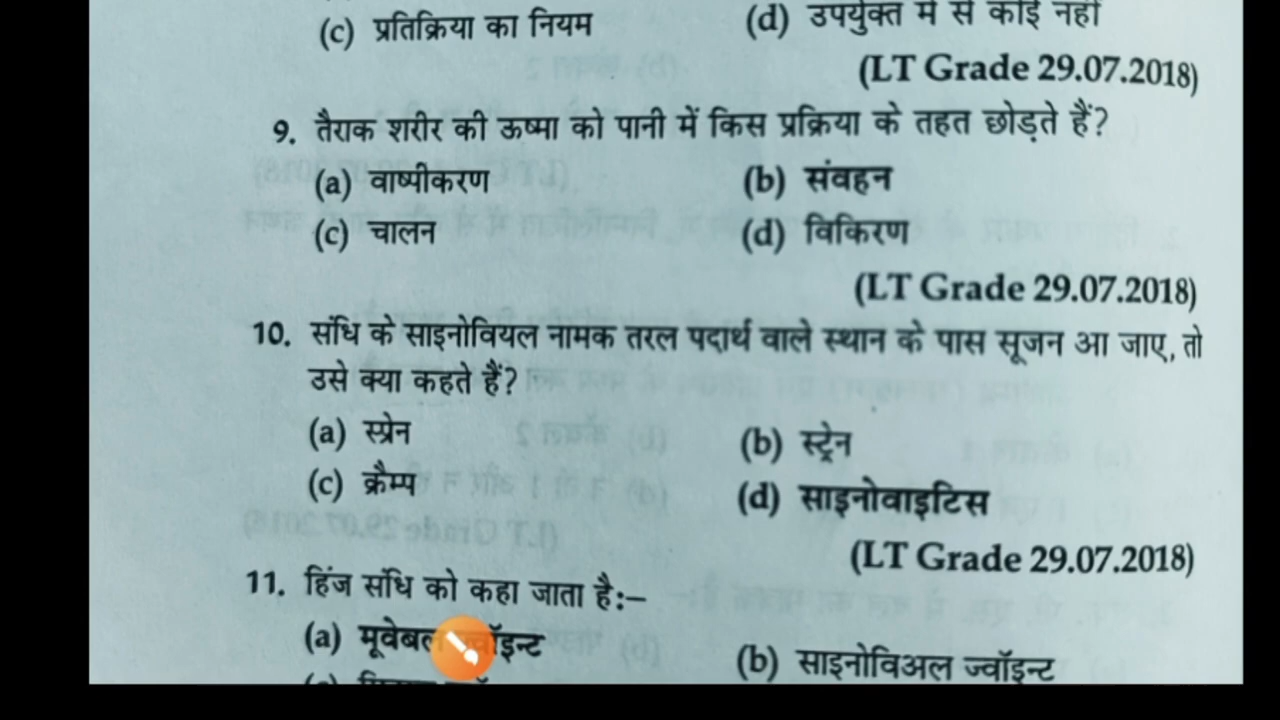 (c) प्रतिक्रिया का नियम (d) उपर्युक्त में से कोई नहीं
(LT Grade 29.07.2018)
9. तैराक शरीर की ऊष्मा को पानी में किस प्रक्रिया के तहत छोड़ते हैं?
(a) वाष्पीकरण (b) संवहन
(c) चालन (d) विकिरण
(LT Grade 29.07.2018)
10. संधि के साइनोवियल नामक तरल पदार्थ वाले स्थान के पास सूजन आ जाए, तो
उसे क्या कहते हैं?
(a) स्प्रेन (b) स्ट्रेन
(c) क्रैम्प (d) साइनोवाइटिस
(LT Grade 29.07.2018)
11. हिंज संधि को कहा जाता है:–
(a) मूवेबल (b) साइनोविअल ज्वॉइन्ट